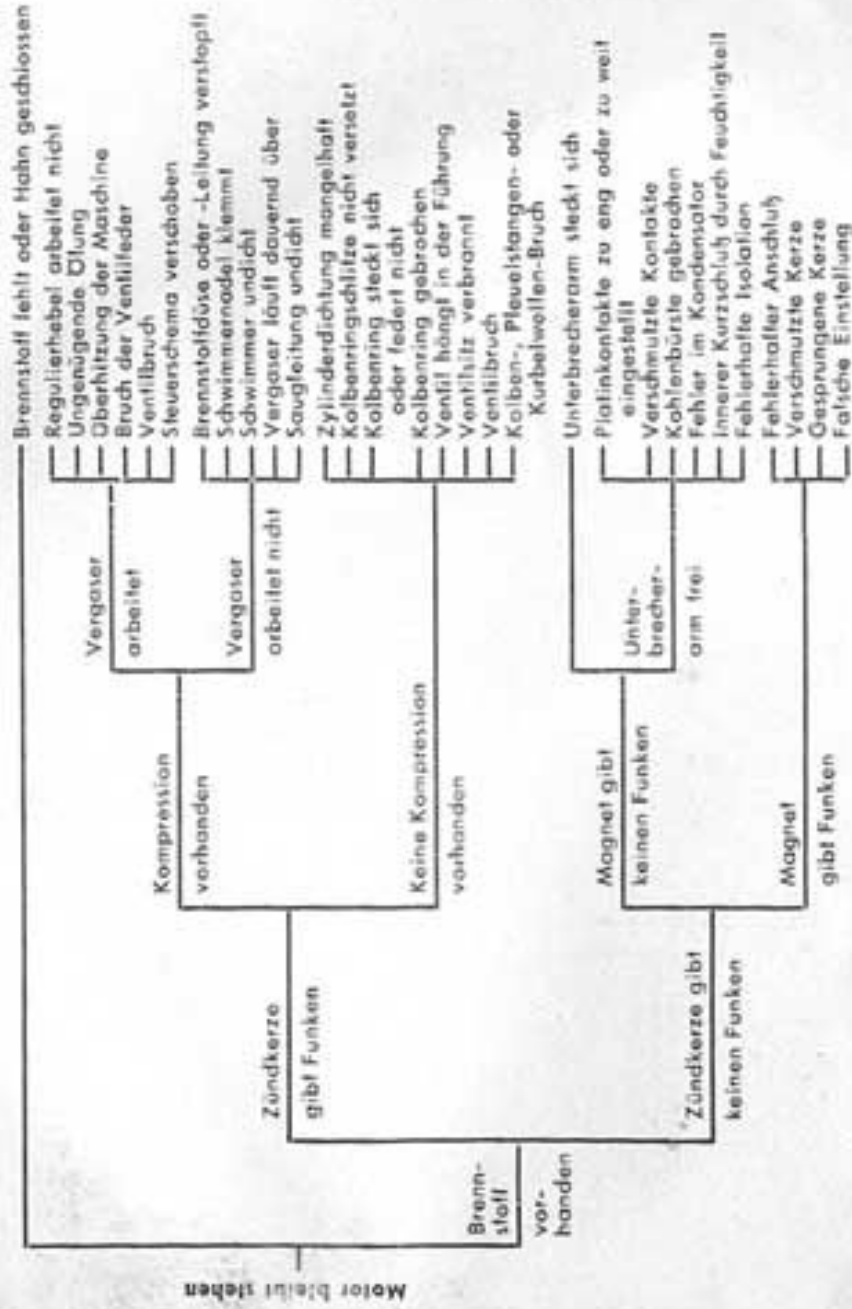 Motor bleibt stehen
Brennstoff fehlt oder Hahn geschlossen
Brenn-
stoff
vor-
handen
Zündkerze
gibt Funken
Kompression
vorhanden
Vergaser
arbeitet
Regulierhebel arbeitet nicht
Ungenügende Ölung
Überhitzung der Maschine
Bruch der Ventilfeder
Ventilbruch
Steuerschema verschoben
Vergaser
arbeitet nicht
Brennstoffdüse oder -Leitung verstopft
Schwimmernadel klemmt
Schwimmer undicht
Vergaser läuft dauernd über
Saugleitung undicht
Keine Kompression
vorhanden
Zylinderdichtung mangelhaft
Kolbenringschlitze nicht versetzt
Kolbenring steckt sich
oder federt nicht
Kolbenring gebrochen
Ventil hängt in der Führung
Ventilsitz verbrannt
Ventilbruch
Kolben-, Pleuelstangen- oder
Kurbelwellen-Bruch
Zündkerze gibt
keinen Funken
Magnet gibt
keinen Funken
Unterbrecherarm steckt sich
Unter-
brecher-
arm frei
Platinkontakte zu eng oder zu weit
eingestellt
Verschmutzte Kontakte
Kohlenbürste gebrochen
Fehler im Kondensator
Innerer Kurzschluß durch Feuchtigkeit
Fehlerhafte Isolation
Magnet
gibt Funken
Fehlerhafter Anschluß
Verschmutzte Kerze
Gesprungene Kerze
Falsche Einstellung